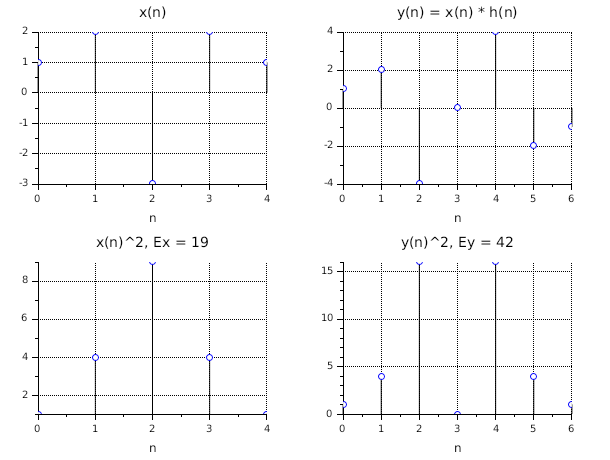 x(n)
2
1
0
-1
-2
-3
0 1 2 3 4
n
y(n) = x(n) * h(n)
4
2
0
-2
-4
0 1 2 3 4 5 6
n
x(n)^2, Ex = 19
8
6
4
2
0 1 2 3 4
n
y(n)^2, Ey = 42
15
10
5
0
0 1 2 3 4 5 6
n